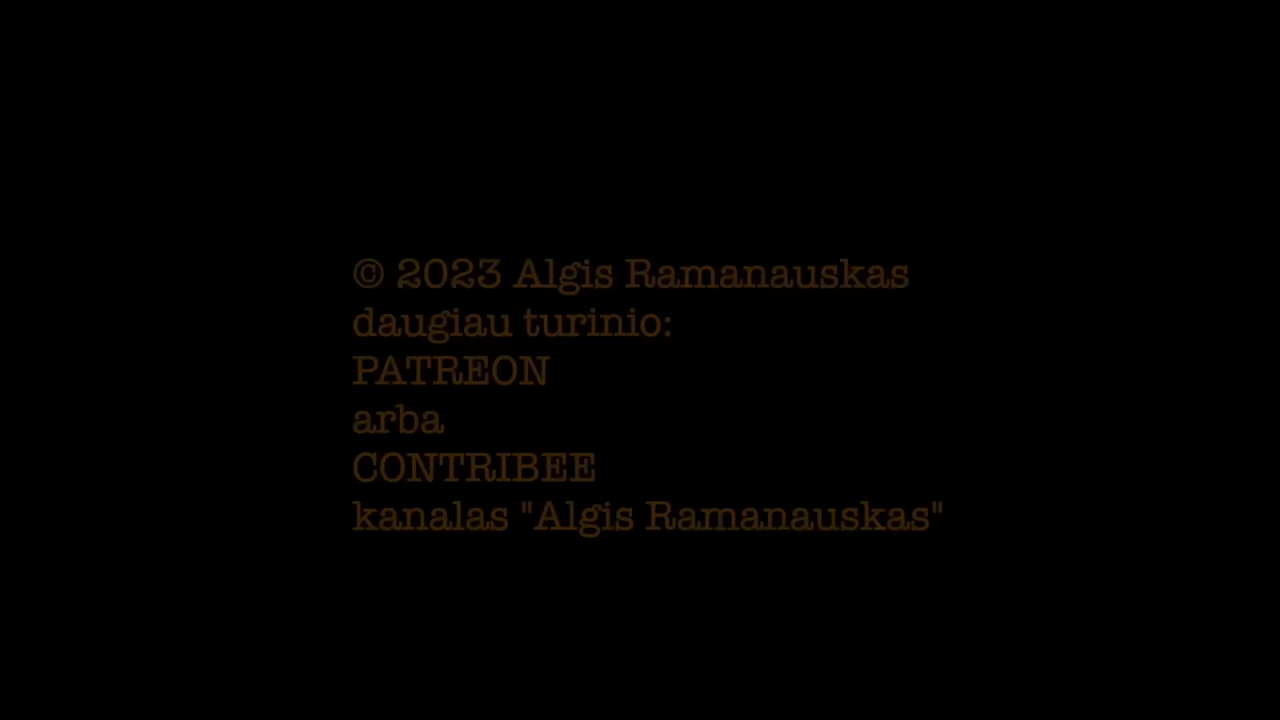 © 2023 Algis Ramanauskas
daugiau turinio:
PATREON
arba
CONTRIBEE
kanalas "Algis Ramanauskas"